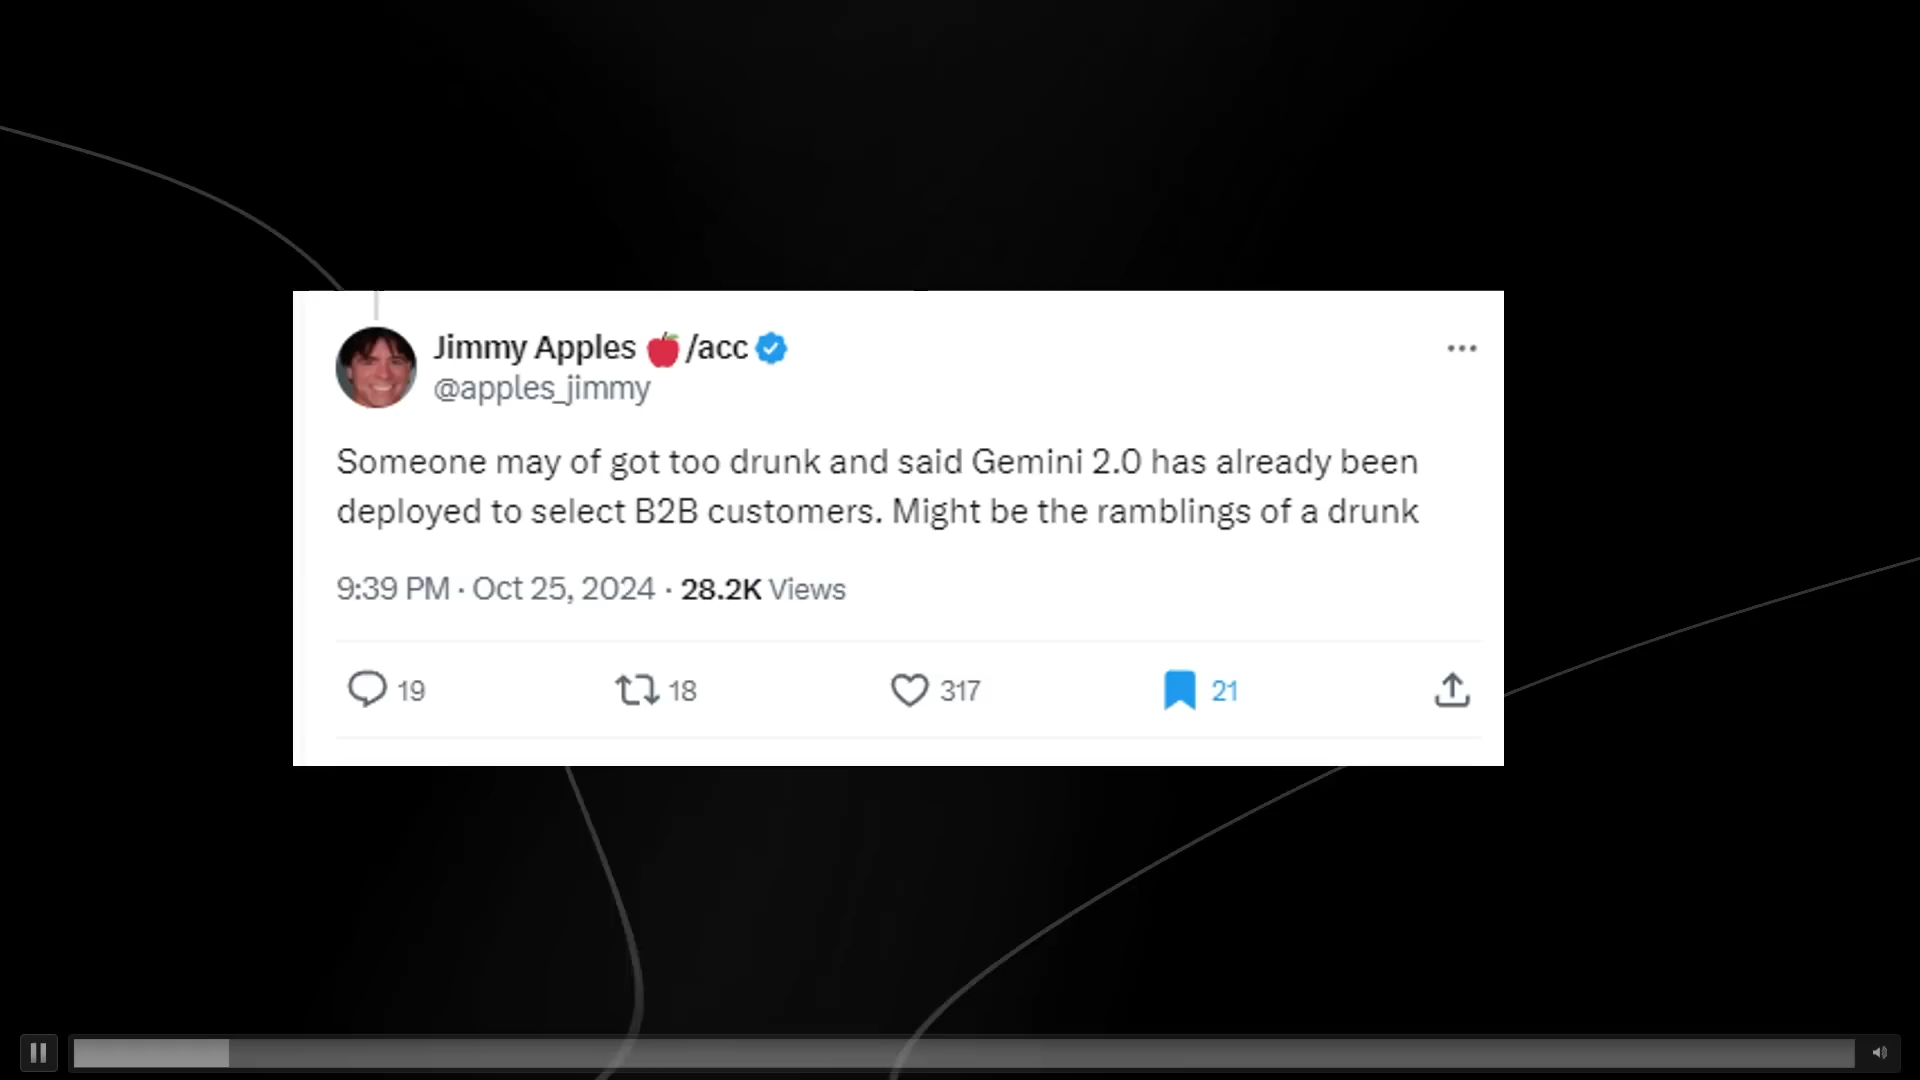 Jimmy Apples 🍎/acc
@apples_jimmy
Someone may of got too drunk and said Gemini 2.0 has already been
deployed to select B2B customers. Might be the ramblings of a drunk
9:39 PM · Oct 25, 2024 · 28.2K Views
19 18 317 21